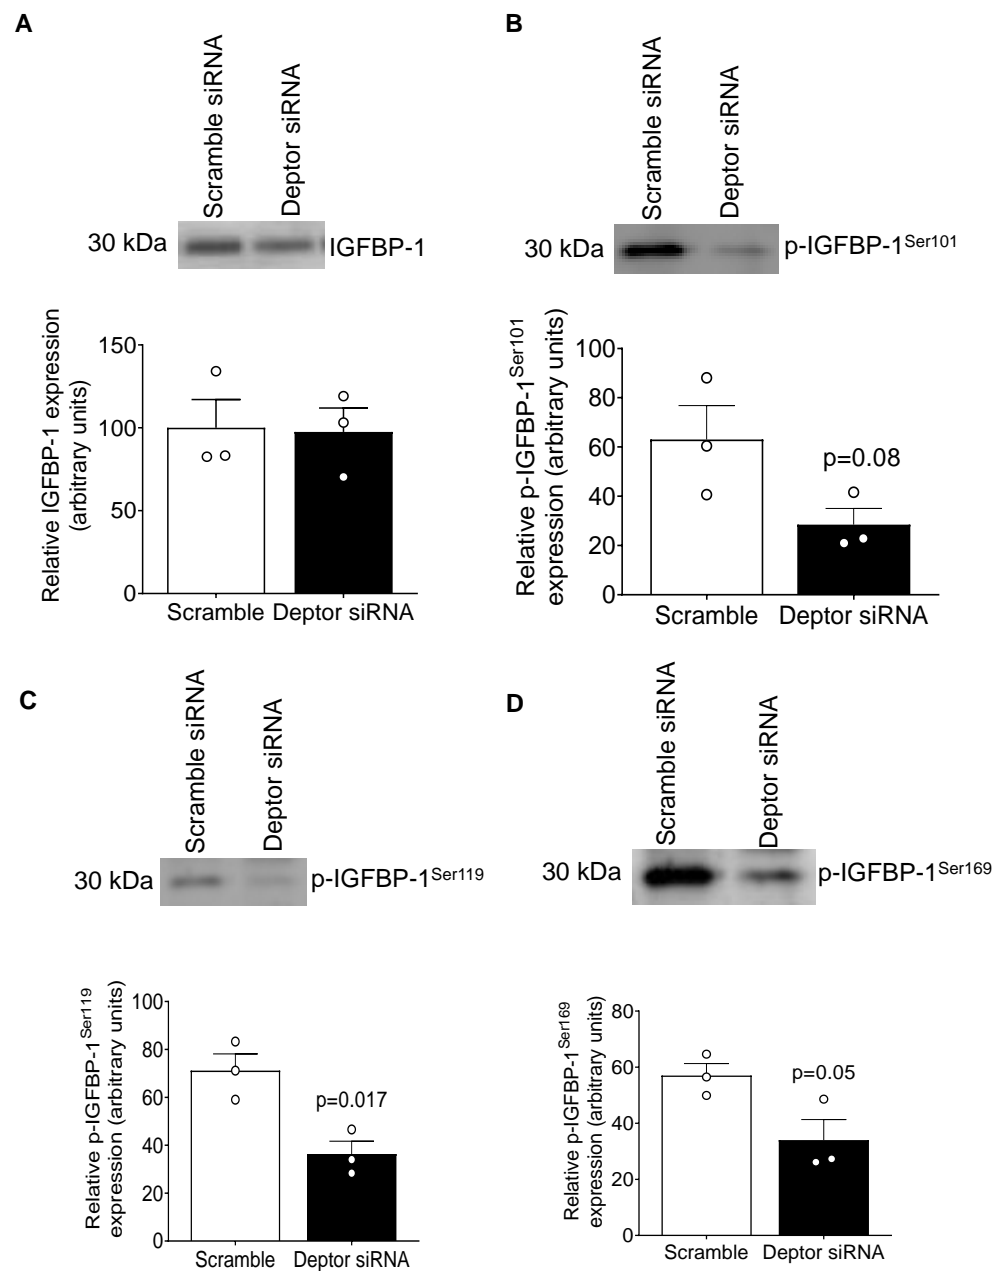 A
Scramble siRNA
Deptor siRNA
30 kDa
IGFBP-1
Relative IGFBP-1 expression
(arbitrary units)
150
100
50
0
Scramble
Deptor siRNA
B
Scramble siRNA
Deptor siRNA
30 kDa
p-IGFBP-1Ser101
Relative p-IGFBP-1Ser101
expression (arbitrary units)
100
80
60
40
20
0
p=0.08
Scramble
Deptor siRNA
C
Scramble siRNA
Deptor siRNA
30 kDa
p-IGFBP-1Ser119
Relative p-IGFBP-1Ser119
expression (arbitrary units)
100
80
60
40
20
0
p=0.017
Scramble
Deptor siRNA
D
Scramble siRNA
Deptor siRNA
30 kDa
p-IGFBP-1Ser169
Relative p-IGFBP-1Ser169
expression (arbitrary units)
80
60
40
20
0
p=0.05
Scramble
Deptor siRNA